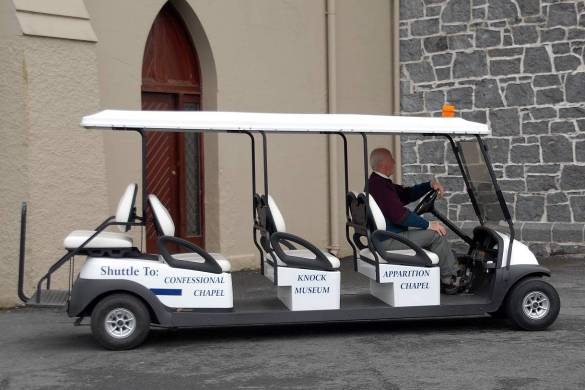 Shuttle To:
CONFESSIONAL
CHAPEL
KNOCK
MUSEUM
APPARITION
CHAPEL